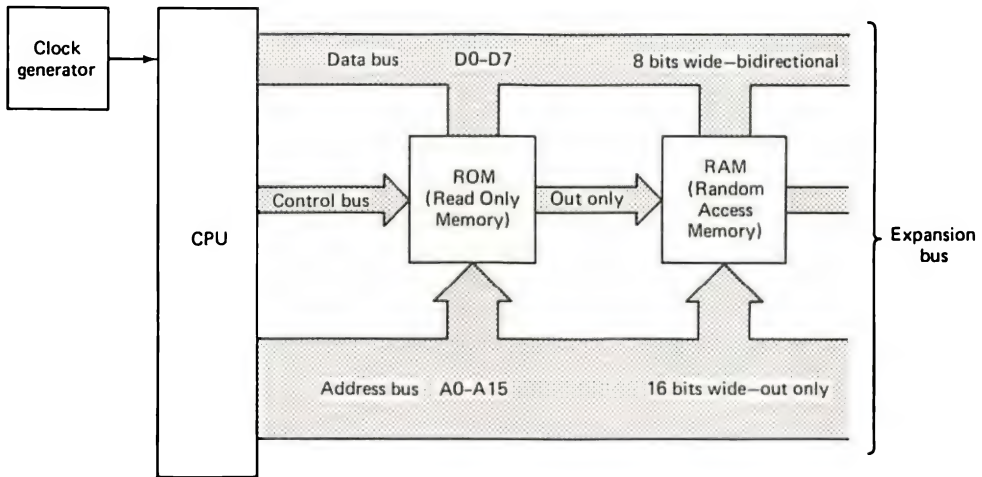 Clock
generator
CPU
Data bus D0–D7 8 bits wide—bidirectional
ROM
(Read Only
Memory)
RAM
(Random
Access
Memory)
Control bus
Out only
Expansion
bus
Address bus A0–A15 16 bits wide—out only